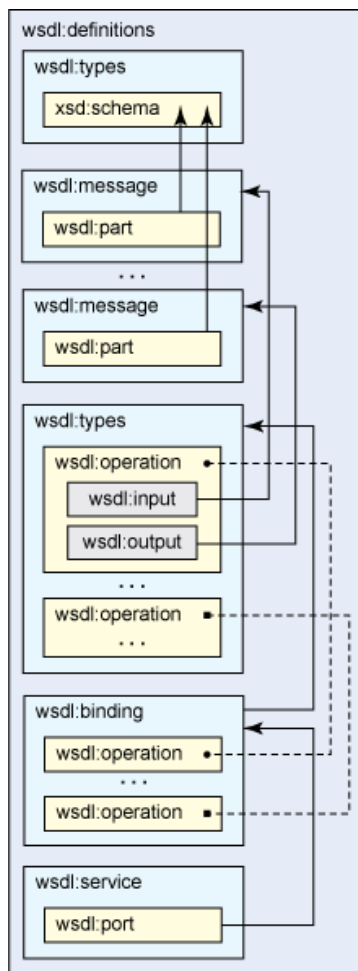 wsdl:definitions
wsdl:types
xsd:schema
wsdl:message
wsdl:part
...
wsdl:message
wsdl:part
wsdl:types
wsdl:operation
wsdl:input
wsdl:output
...
wsdl:operation
...
wsdl:binding
wsdl:operation
...
wsdl:operation
wsdl:service
wsdl:port